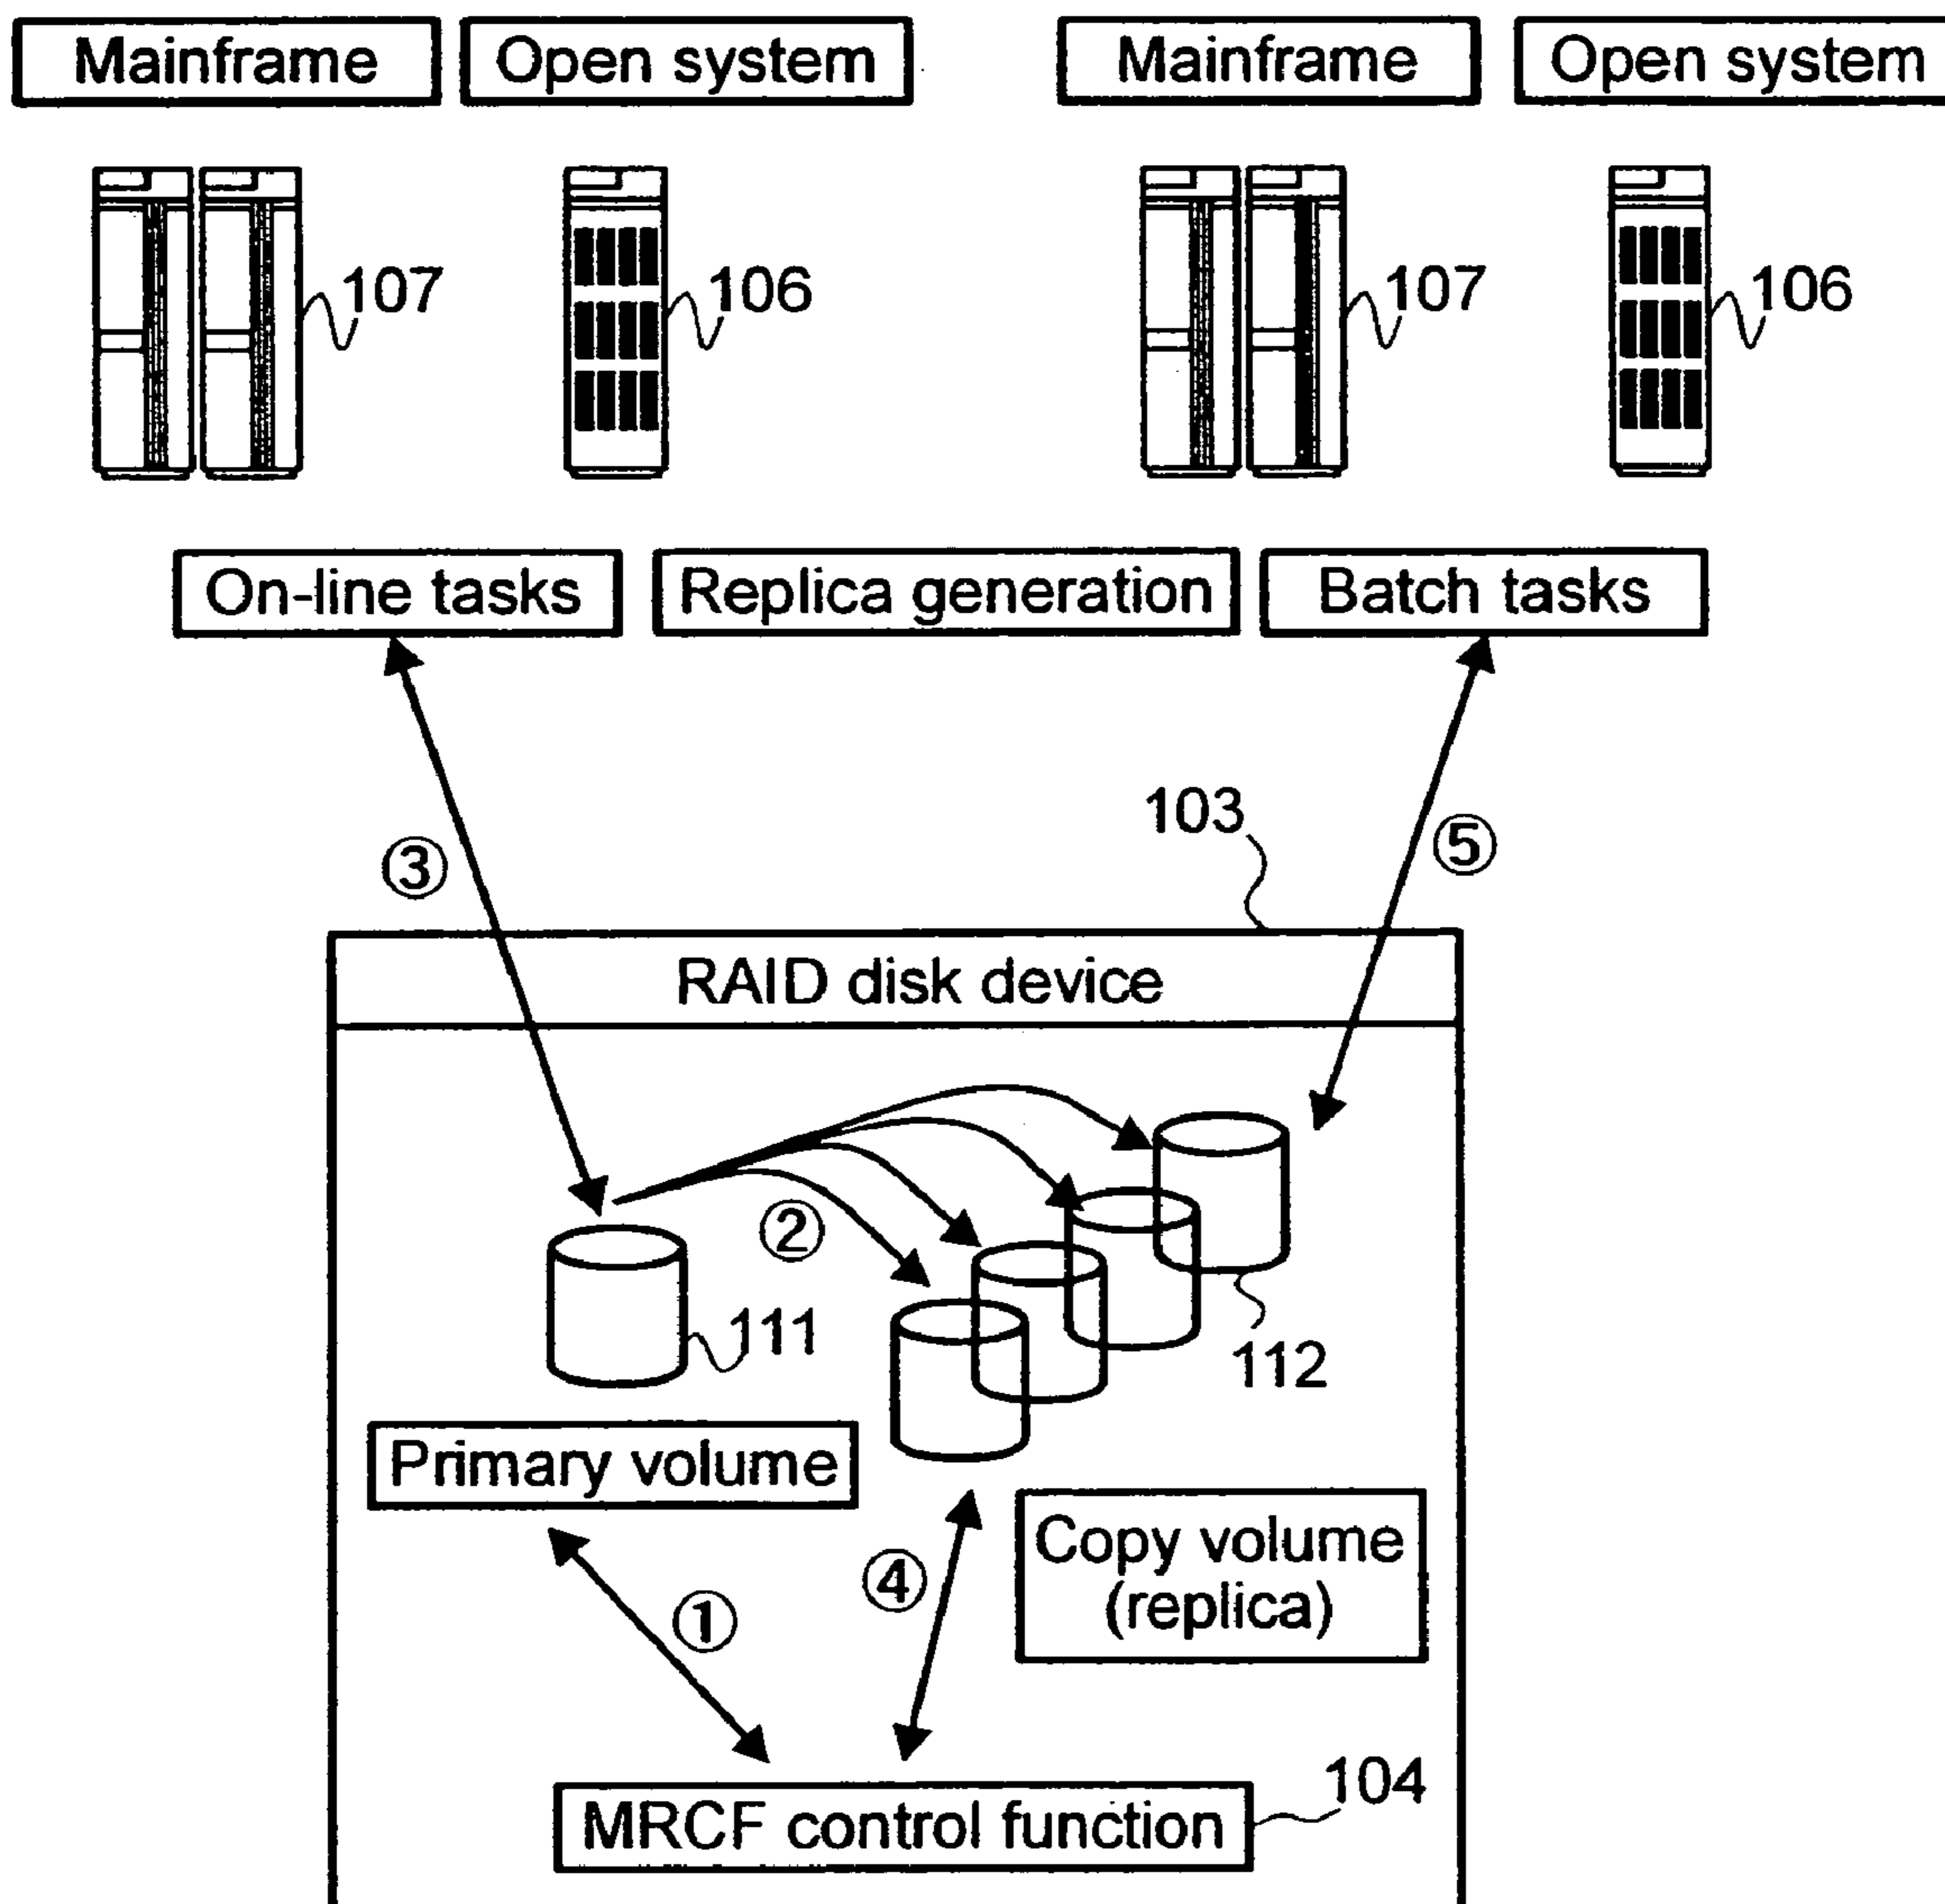 Mainframe
Open system
Mainframe
Open system
107
106
107
106
On-line tasks
Replica generation
Batch tasks
103
③
⑤
RAID disk device
②
111
112
Primary volume
Copy volume
(replica)
④
①
104
MRCF control function